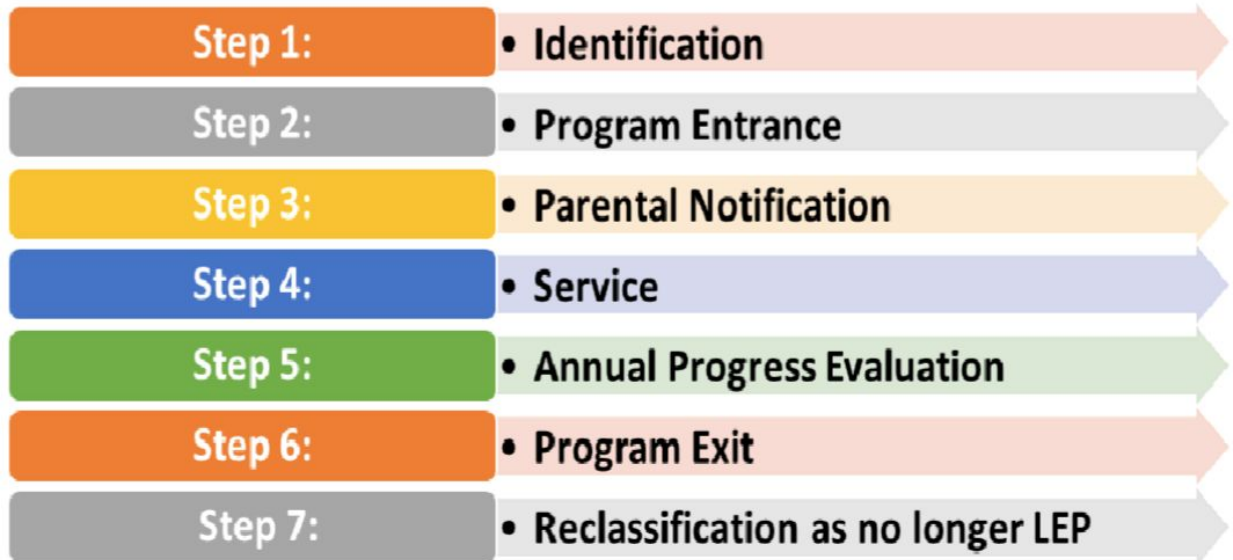 Step 1: • Identification
Step 2: • Program Entrance
Step 3: • Parental Notification
Step 4: • Service
Step 5: • Annual Progress Evaluation
Step 6: • Program Exit
Step 7: • Reclassification as no longer LEP